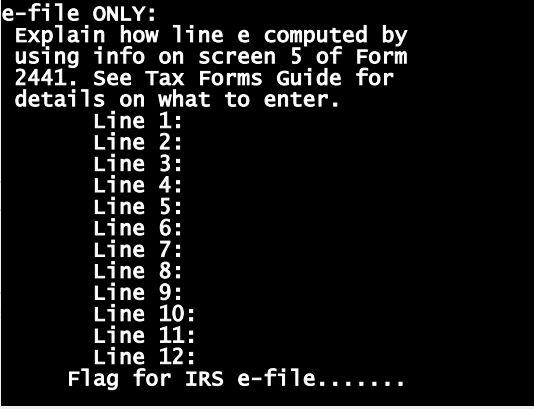 e-file ONLY:
Explain how line e computed by
using info on screen 5 of Form
2441. See Tax Forms Guide for
details on what to enter.
Line 1:
Line 2:
Line 3:
Line 4:
Line 5:
Line 6:
Line 7:
Line 8:
Line 9:
Line 10:
Line 11:
Line 12:
Flag for IRS e-file.......